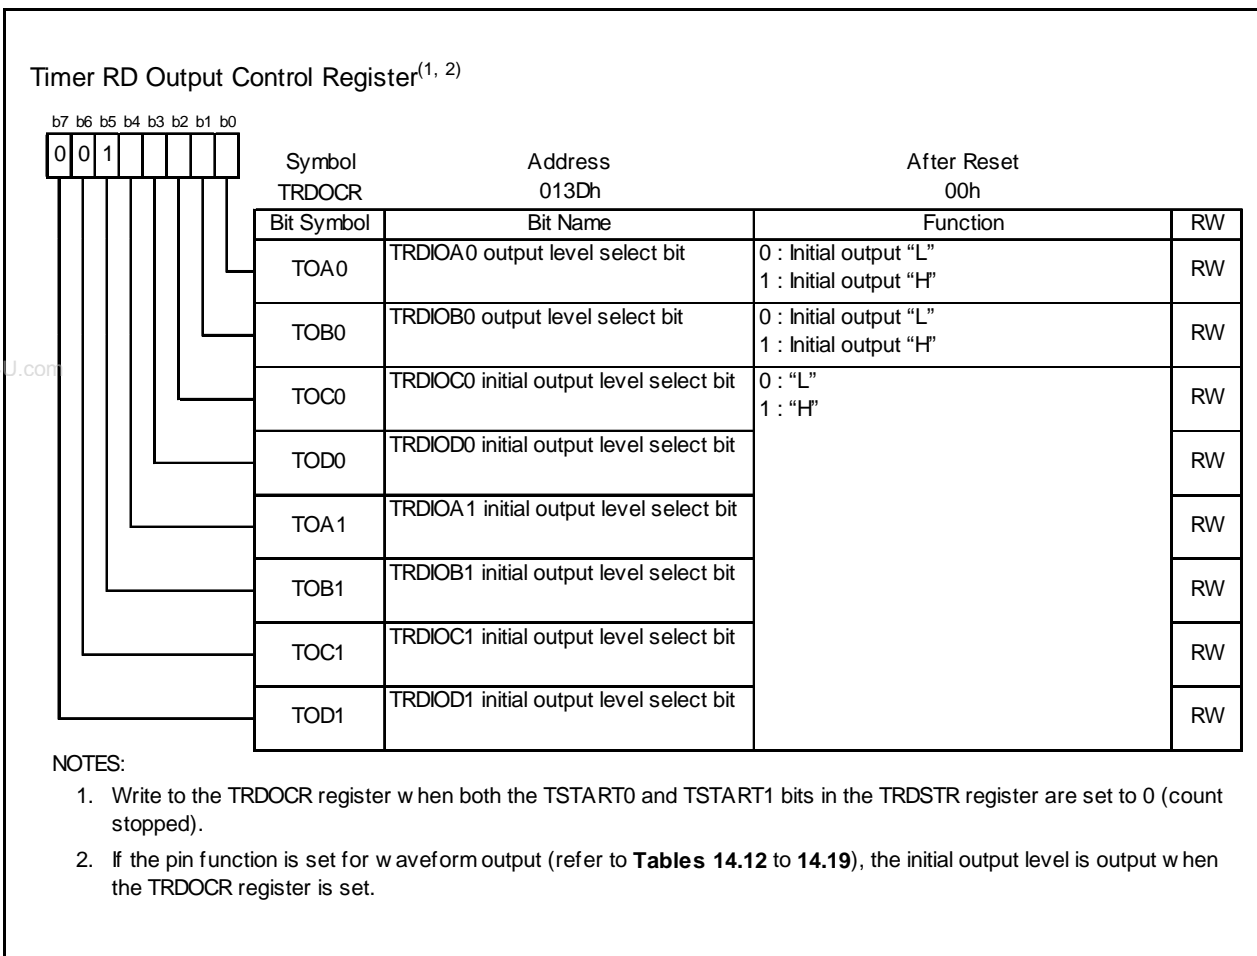 Timer RD Output Control Register(1, 2)
b7 b6 b5 b4 b3 b2 b1 b0
0 0 1
Symbol Address After Reset
TRDOCR 013Dh 00h
Bit Symbol Bit Name Function RW
TOA0 TRDIOA0 output level select bit 0 : Initial output “L”
1 : Initial output “H” RW
TOB0 TRDIOB0 output level select bit 0 : Initial output “L”
1 : Initial output “H” RW
TOC0 TRDIOC0 initial output level select bit 0 : “L”
1 : “H” RW
TOD0 TRDIOD0 initial output level select bit RW
TOA1 TRDIOA1 initial output level select bit RW
TOB1 TRDIOB1 initial output level select bit RW
TOC1 TRDIOC1 initial output level select bit RW
TOD1 TRDIOD1 initial output level select bit RW
NOTES:
1. Write to the TRDOCR register when both the TSTART0 and TSTART1 bits in the TRDSTR register are set to 0 (count
stopped).
2. If the pin function is set for waveform output (refer to Tables 14.12 to 14.19), the initial output level is output when
the TRDOCR register is set.
U.com